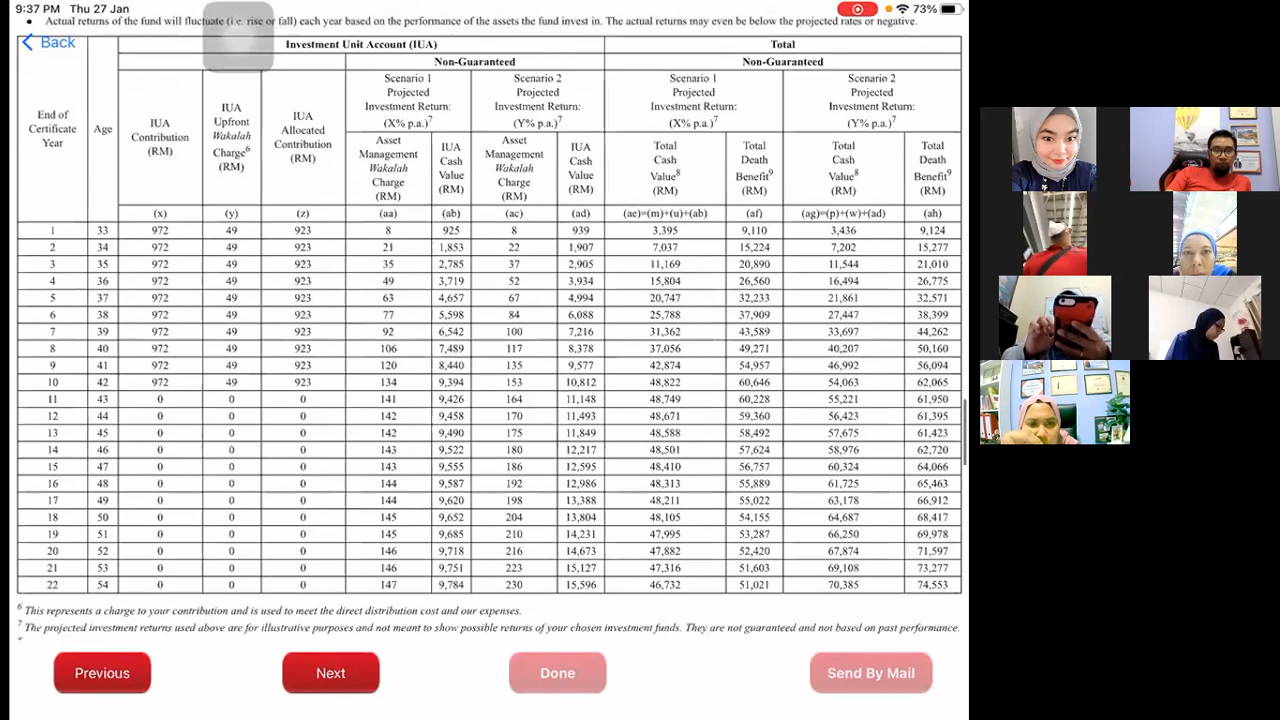 9:37 PM Thu 27 Jan
73%
• Actual returns of the fund will fluctuate (i.e. rise or fall) each year based on the performance of the assets the fund invest in. The actual returns may even be below the projected rates or negative.
Back
Investment Unit Account (IUA) Total
Non-Guaranteed Non-Guaranteed
End of Certificate Year
Age
IUA Contribution (RM)
IUA Upfront Wakalah Charge6 (RM)
IUA Allocated Contribution (RM)
Scenario 1 Projected Investment Return: (X% p.a.)7
Scenario 2 Projected Investment Return: (Y% p.a.)7
Scenario 1 Projected Investment Return: (X% p.a.)7
Scenario 2 Projected Investment Return: (Y% p.a.)7
Asset Management Wakalah Charge (RM)
IUA Cash Value (RM)
Asset Management Wakalah Charge (RM)
IUA Cash Value (RM)
Total Cash Value8 (RM)
Total Death Benefit9 (RM)
Total Cash Value8 (RM)
Total Death Benefit9 (RM)
(x) (y) (z) (aa) (ab) (ac) (ad) (ae)=(m)+(u)+(ab) (af) (ag)=(p)+(w)+(ad) (ah)
1 33 972 49 923 8 925 8 939 3,395 9,110 3,436 9,124
2 34 972 49 923 21 1,853 22 1,907 7,037 15,224 7,202 15,277
3 35 972 49 923 35 2,785 37 2,905 11,169 20,890 11,544 21,010
4 36 972 49 923 49 3,719 52 3,934 15,804 26,560 16,494 26,775
5 37 972 49 923 63 4,657 67 4,994 20,747 32,233 21,861 32,571
6 38 972 49 923 77 5,598 84 6,088 25,788 37,909 27,447 38,399
7 39 972 49 923 92 6,542 100 7,216 31,362 43,589 33,697 44,262
8 40 972 49 923 106 7,489 117 8,378 37,056 49,271 40,207 50,160
9 41 972 49 923 120 8,440 135 9,577 42,874 54,957 46,992 56,094
10 42 972 49 923 134 9,394 153 10,812 48,822 60,646 54,063 62,065
11 43 0 0 0 141 9,426 164 11,148 48,749 60,228 55,221 61,950
12 44 0 0 0 142 9,458 170 11,493 48,671 59,360 56,423 61,395
13 45 0 0 0 142 9,490 175 11,849 48,588 58,492 57,675 61,423
14 46 0 0 0 143 9,522 180 12,217 48,501 57,624 58,976 62,720
15 47 0 0 0 143 9,555 186 12,595 48,410 56,757 60,324 64,066
16 48 0 0 0 144 9,587 192 12,986 48,313 55,889 61,725 65,463
17 49 0 0 0 144 9,620 198 13,388 48,211 55,022 63,178 66,912
18 50 0 0 0 145 9,652 204 13,804 48,105 54,155 64,687 68,417
19 51 0 0 0 145 9,685 210 14,231 47,995 53,287 66,250 69,978
20 52 0 0 0 146 9,718 216 14,673 47,882 52,420 67,874 71,597
21 53 0 0 0 146 9,751 223 15,127 47,316 51,603 69,108 73,277
22 54 0 0 0 147 9,784 230 15,596 46,732 51,021 70,385 74,553
6 This represents a charge to your contribution and is used to meet the direct distribution cost and our expenses.
7 The projected investment returns used above are for illustrative purposes and not meant to show possible returns of your chosen investment funds. They are not guaranteed and not based on past performance.
Previous
Next
Done
Send By Mail